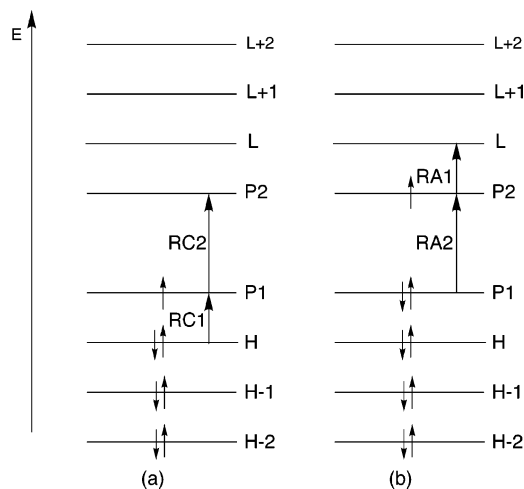 E
L+2
L+1
L
P2
RC2
P1
RC1
H
H-1
H-2
(a)
L+2
L+1
L
RA1
P2
RA2
P1
H
H-1
H-2
(b)